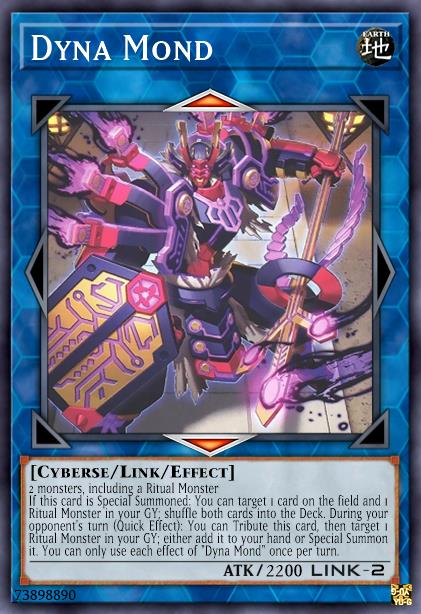 Dyna Mond
EARTH
地
[Cyberse/Link/Effect]
2 monsters, including a Ritual Monster
If this card is Special Summoned: You can target 1 card on the field and 1
Ritual Monster in your GY; shuffle both cards into the Deck. During your
opponent's turn (Quick Effect): You can Tribute this card, then target 1
Ritual Monster in your GY; either add it to your hand or Special Summon
it. You can only use each effect of "Dyna Mond" once per turn.
ATK/2200 LINK-2
73898890